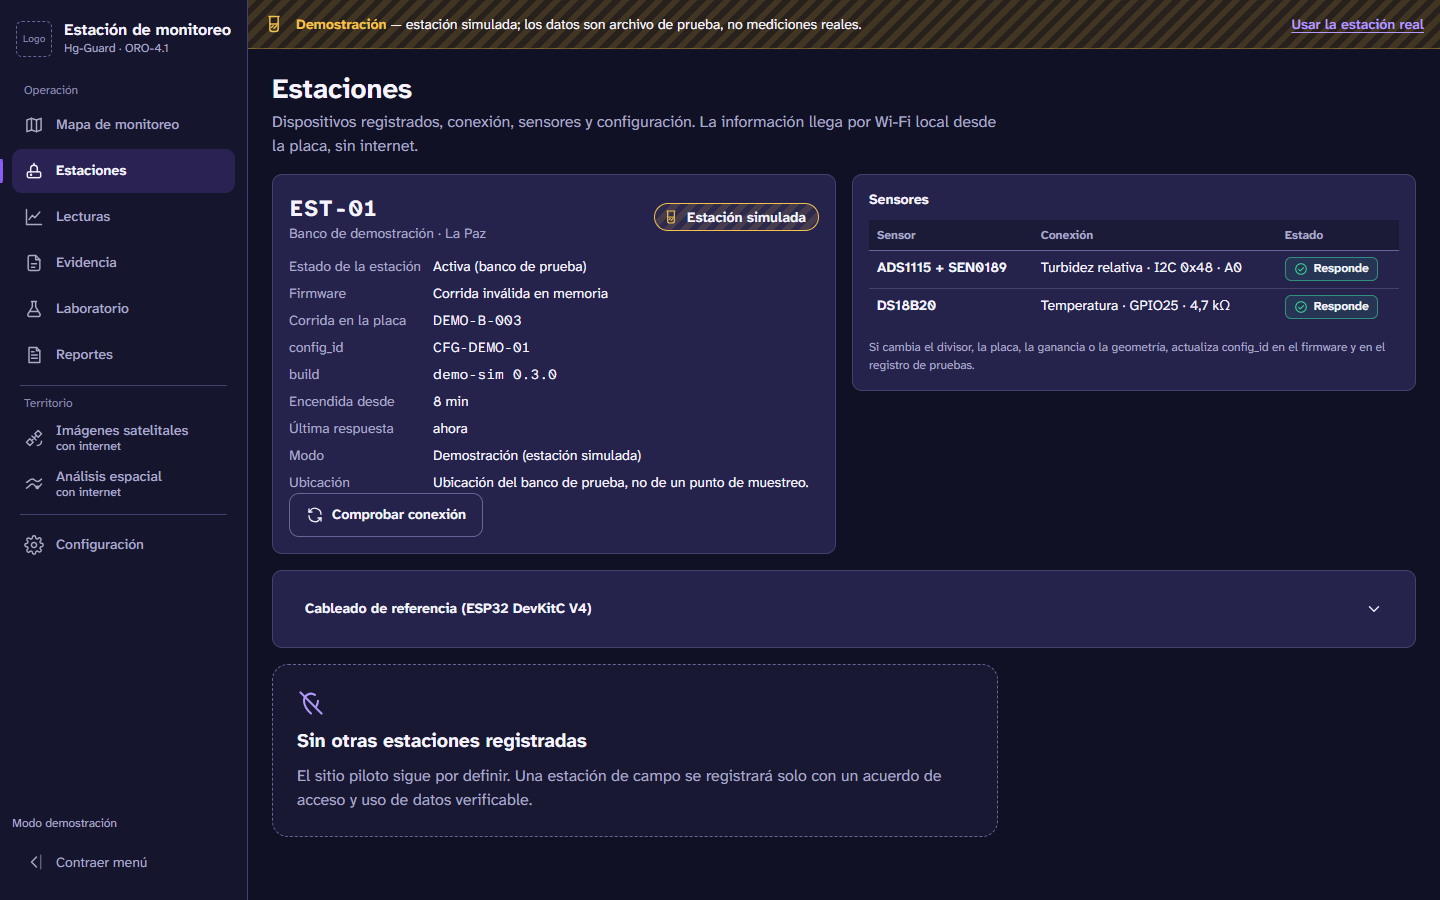 Logo
Estación de monitoreo
Hg-Guard · ORO-4.1
Operación
Mapa de monitoreo
Estaciones
Lecturas
Evidencia
Laboratorio
Reportes
Territorio
Imágenes satelitales
con internet
Análisis espacial
con internet
Configuración
Modo demostración
Contraer menú
Demostración — estación simulada; los datos son archivo de prueba, no mediciones reales.
Usar la estación real
Estaciones
Dispositivos registrados, conexión, sensores y configuración. La información llega por Wi-Fi local desde
la placa, sin internet.
EST-01
Banco de demostración · La Paz
Estación simulada
Estado de la estación Activa (banco de prueba)
Firmware Corrida inválida en memoria
Corrida en la placa DEMO-B-003
config_id CFG-DEMO-01
build demo-sim 0.3.0
Encendida desde 8 min
Última respuesta ahora
Modo Demostración (estación simulada)
Ubicación Ubicación del banco de prueba, no de un punto de muestreo.
Comprobar conexión
Sensores
Sensor Conexión Estado
ADS1115 + SEN0189 Turbidez relativa · I2C 0x48 · A0 Responde
DS18B20 Temperatura · GPIO25 · 4,7 kΩ Responde
Si cambia el divisor, la placa, la ganancia o la geometría, actualiza config_id en el firmware y en el
registro de pruebas.
Cableado de referencia (ESP32 DevKitC V4)
Sin otras estaciones registradas
El sitio piloto sigue por definir. Una estación de campo se registrará solo con un acuerdo de
acceso y uso de datos verificable.